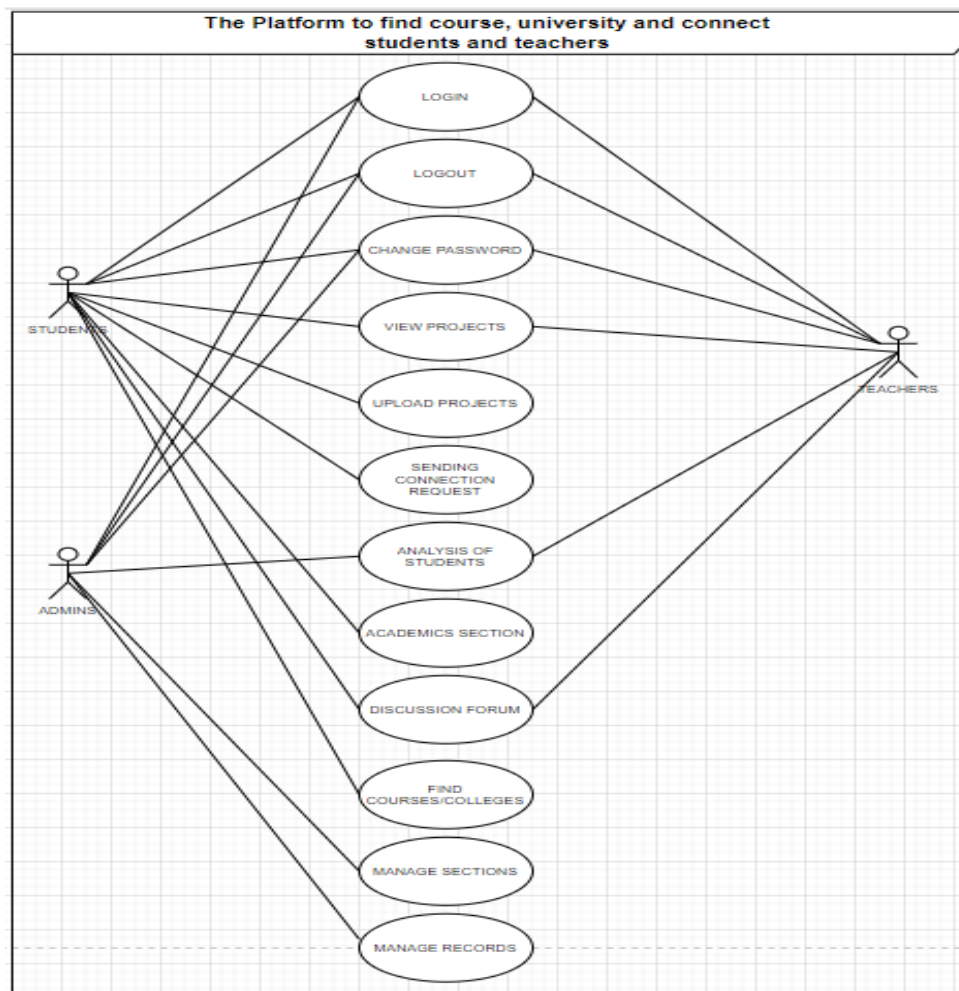 The Platform to find course, university and connect
students and teachers
LOGIN
LOGOUT
CHANGE PASSWORD
STUDENTS
VIEW PROJECTS
TEACHERS
UPLOAD PROJECTS
SENDING
CONNECTION
REQUEST
ANALYSIS OF
STUDENTS
ADMINS
ACADEMICS SECTION
DISCUSSION FORUM
FIND
COURSES/COLLEGES
MANAGE SECTIONS
MANAGE RECORDS